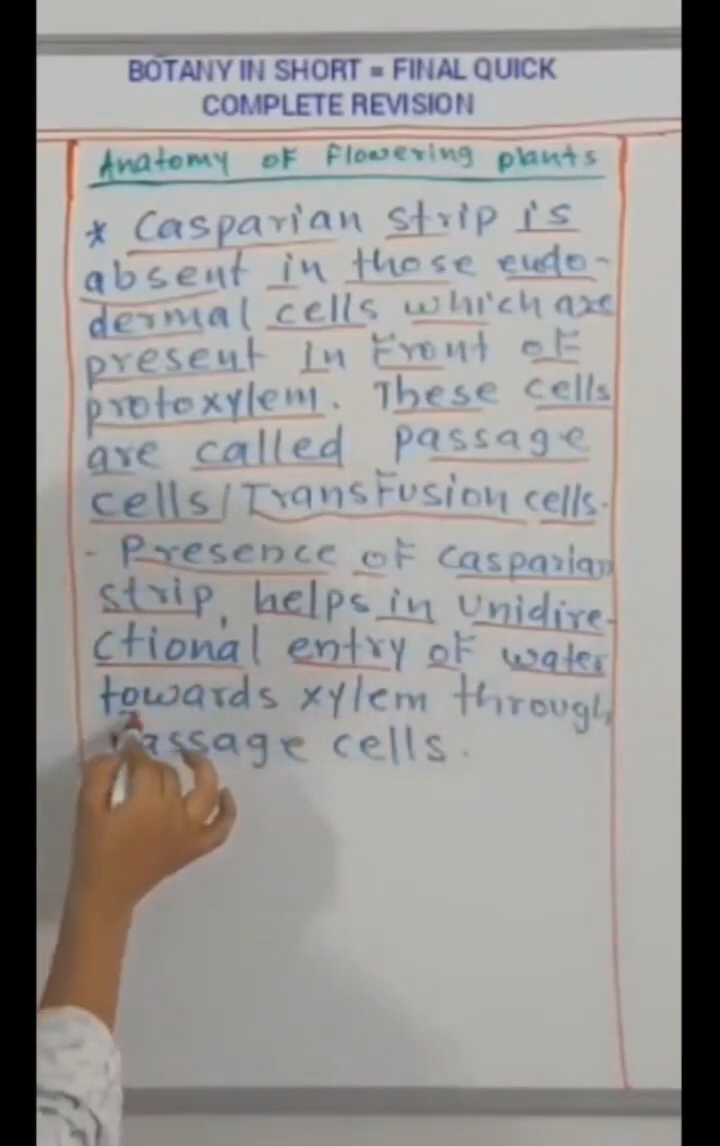 BOTANY IN SHORT = FINAL QUICK
COMPLETE REVISION
Anatomy of Flowering plants
* Casparian strip is
absent in those endo-
dermal cells which are
present in Front of
protoxylem. These cells
are called passage
cells/TransFusion cells.
- Presence of casparian
strip, helps in unidire-
ctional entry of water
towards xylem through
passage cells.